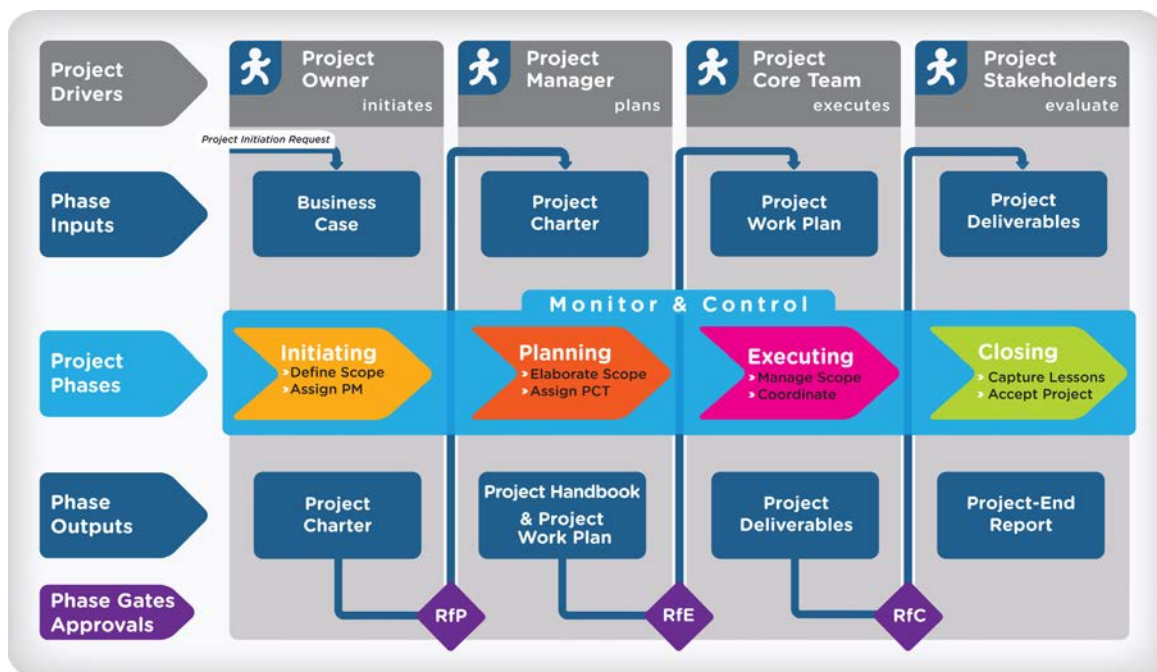 Project
Drivers
Project
Owner
initiates
Project
Manager
plans
Project
Core Team
executes
Project
Stakeholders
evaluate
Project Initiation Request
Phase
Inputs
Business
Case
Project
Charter
Project
Work Plan
Project
Deliverables
Monitor & Control
Project
Phases
Initiating
» Define Scope
» Assign PM
Planning
» Elaborate Scope
» Assign PCT
Executing
» Manage Scope
» Coordinate
Closing
» Capture Lessons
» Accept Project
Phase
Outputs
Project
Charter
Project Handbook
& Project
Work Plan
Project
Deliverables
Project-End
Report
Phase Gates
Approvals
RfP
RfE
RfC